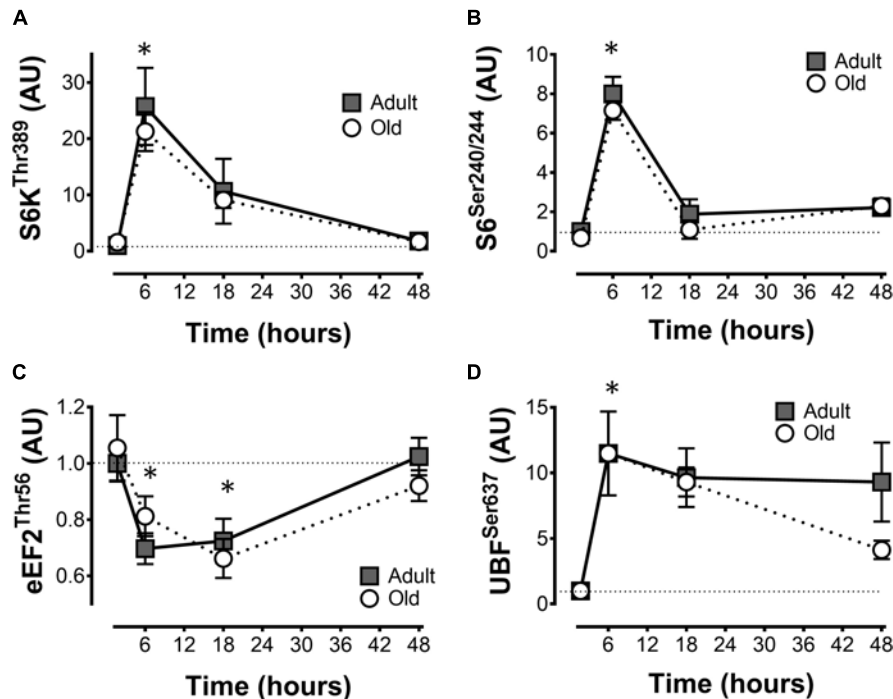 A
S6K^Thr389 (AU)
*
Adult
Old
30
20
10
0
6 12 18 24 30 36 42 48
Time (hours)
B
S6^Ser240/244 (AU)
*
Adult
Old
10
8
6
4
2
0
6 12 18 24 30 36 42 48
Time (hours)
C
eEF2^Thr56 (AU)
1.2
1.0
0.8
0.6
* *
Adult
Old
6 12 18 24 30 36 42 48
Time (hours)
D
UBF^Ser637 (AU)
*
Adult
Old
15
10
5
0
6 12 18 24 30 36 42 48
Time (hours)